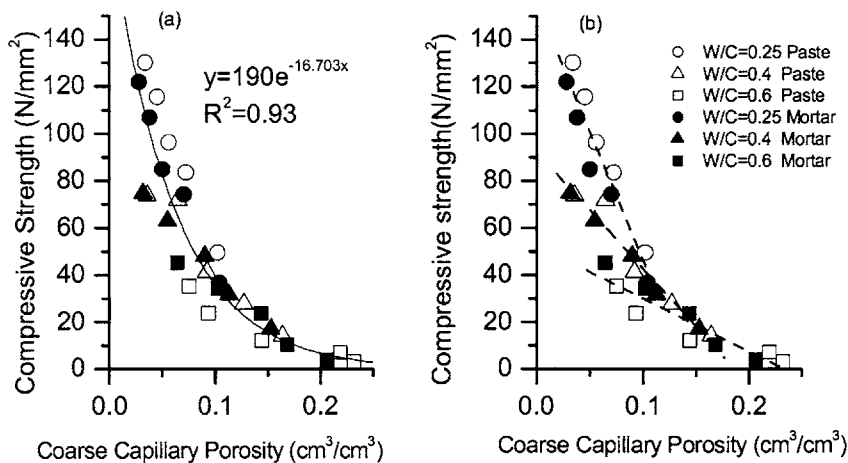 (a)
y=190e^-16.703x
R²=0.93
Compressive Strength (N/mm²)
140
120
100
80
60
40
20
0
0.0
0.1
0.2
Coarse Capillary Porosity (cm³/cm³)
(b)
W/C=0.25 Paste
W/C=0.4 Paste
W/C=0.6 Paste
W/C=0.25 Mortar
W/C=0.4 Mortar
W/C=0.6 Mortar
Compressive strength(N/mm²)
140
120
100
80
60
40
20
0
0.0
0.1
0.2
Coarse Capillary Porosity (cm³/cm³)